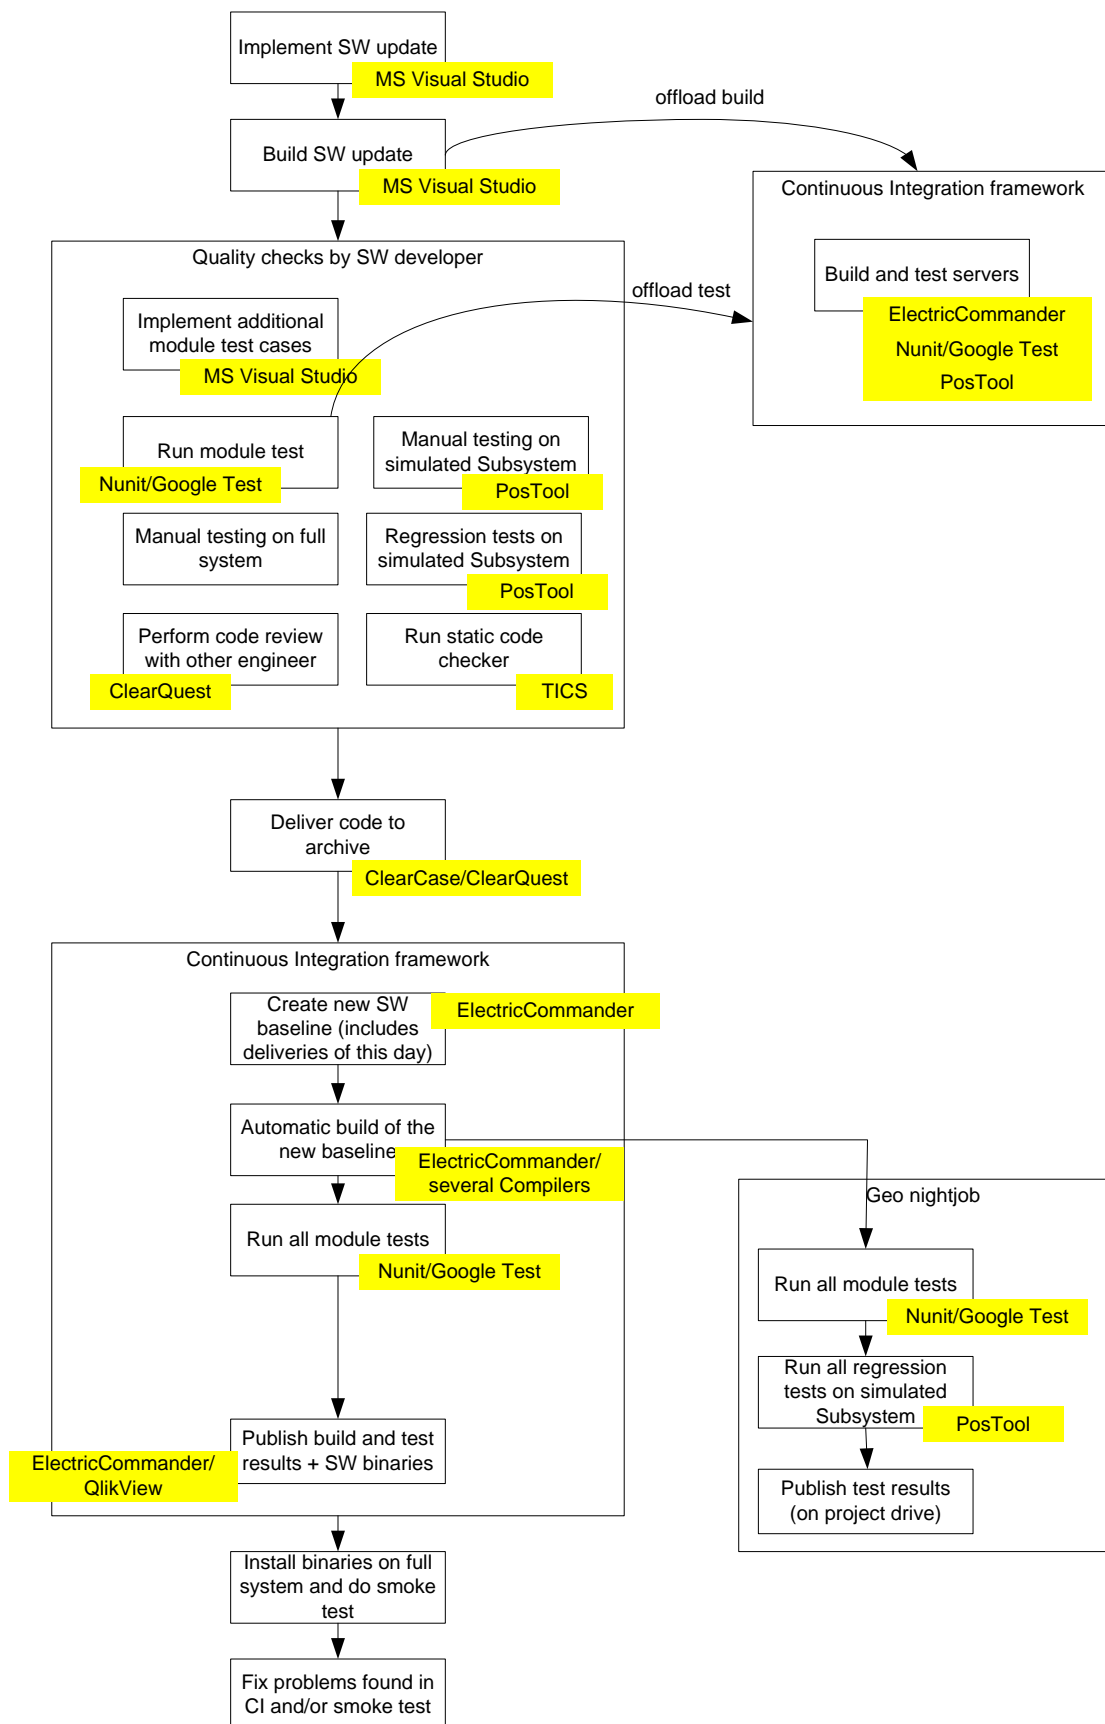 Implement SW update
MS Visual Studio
offload build
Build SW update
MS Visual Studio
Continuous Integration framework
Build and test servers
ElectricCommander
Nunit/Google Test
PosTool
Quality checks by SW developer
offload test
Implement additional
module test cases
MS Visual Studio
Run module test
Nunit/Google Test
Manual testing on
simulated Subsystem
PosTool
Manual testing on full
system
Regression tests on
simulated Subsystem
PosTool
Perform code review
with other engineer
ClearQuest
Run static code
checker
TICS
Deliver code to
archive
ClearCase/ClearQuest
Continuous Integration framework
Create new SW
baseline (includes
deliveries of this day)
ElectricCommander
Automatic build of the
new baseline
ElectricCommander/
several Compilers
Run all module tests
Nunit/Google Test
Publish build and test
results + SW binaries
ElectricCommander/
QlikView
Geo nightjob
Run all module tests
Nunit/Google Test
Run all regression
tests on simulated
Subsystem
PosTool
Publish test results
(on project drive)
Install binaries on full
system and do smoke
test
Fix problems found in
CI and/or smoke test